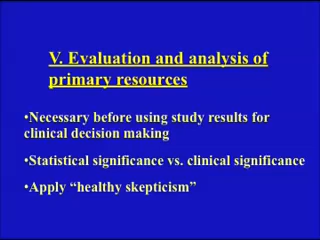 V. Evaluation and analysis of
primary resources
•Necessary before using study results for
clinical decision making
•Statistical significance vs. clinical significance
•Apply “healthy skepticism”